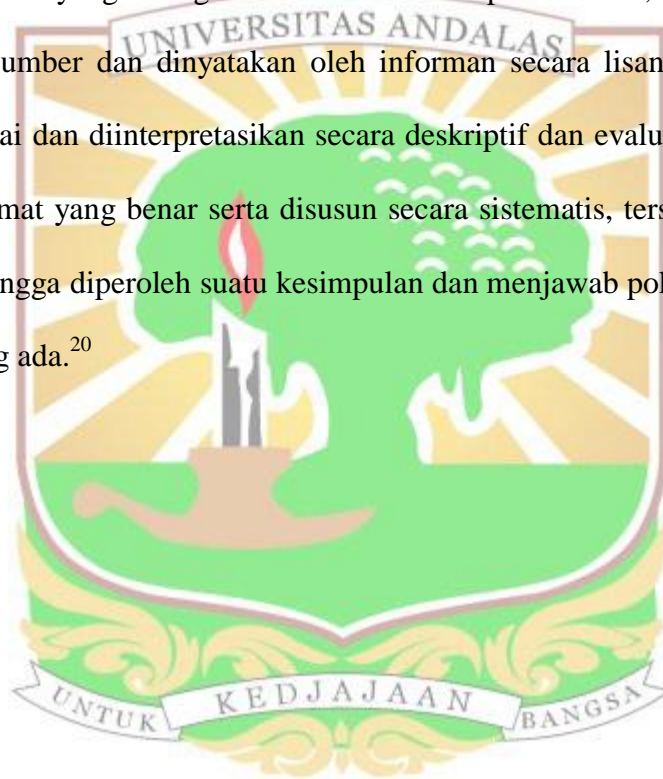 yang
UNIVERSITAS ANDALAS
umber dan dinyatakan oleh informan secara lisan
ai dan diinterpretasikan secara deskriptif dan evalu
mat yang benar serta disusun secara sistematis, ters
ngga diperoleh suatu kesimpulan dan menjawab pol
g ada.20
UNTUK KEDJAJAAN BANGSA